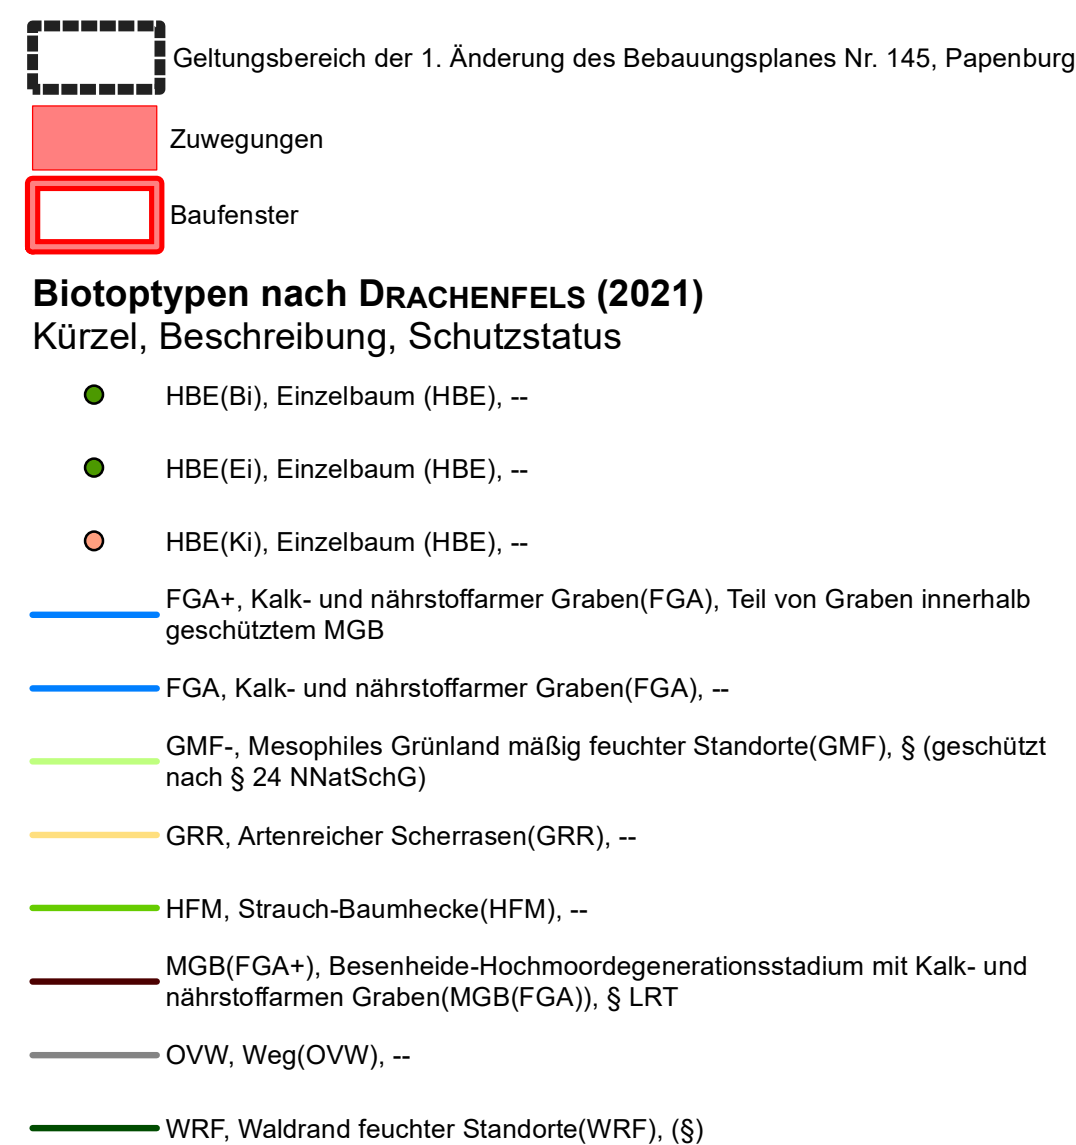 Geltungsbereich der 1. Änderung des Bebauungsplanes Nr. 145, Papenburg
Zuwegungen
Baufenster
Biotoptypen nach DRACHENFELS (2021)
Kürzel, Beschreibung, Schutzstatus
HBE(Bi), Einzelbaum (HBE), --
HBE(Ei), Einzelbaum (HBE), --
HBE(Ki), Einzelbaum (HBE), --
FGA+, Kalk- und nährstoffarmer Graben(FGA), Teil von Graben innerhalb
geschütztem MGB
FGA, Kalk- und nährstoffarmer Graben(FGA), --
GMF-, Mesophiles Grünland mäßig feuchter Standorte(GMF), § (geschützt
nach § 24 NNatSchG)
GRR, Artenreicher Scherrasen(GRR), --
HFM, Strauch-Baumhecke(HFM), --
MGB(FGA+), Besenheide-Hochmoordegenerationsstadium mit Kalk- und
nährstoffarmen Graben(MGB(FGA)), § LRT
OVW, Weg(OVW), --
WRF, Waldrand feuchter Standorte(WRF), (§)